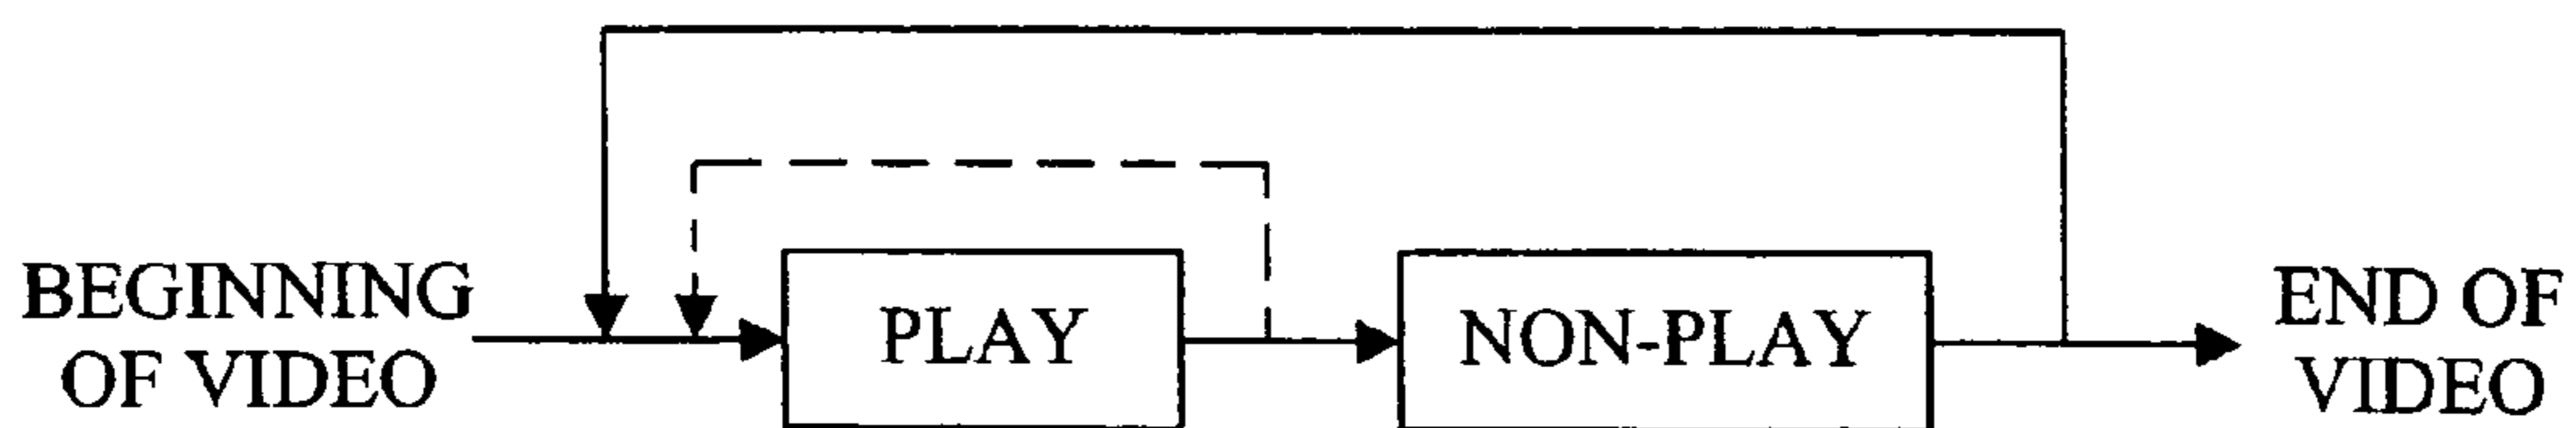 BEGINNING
OF VIDEO
PLAY
NON-PLAY
END OF
VIDEO